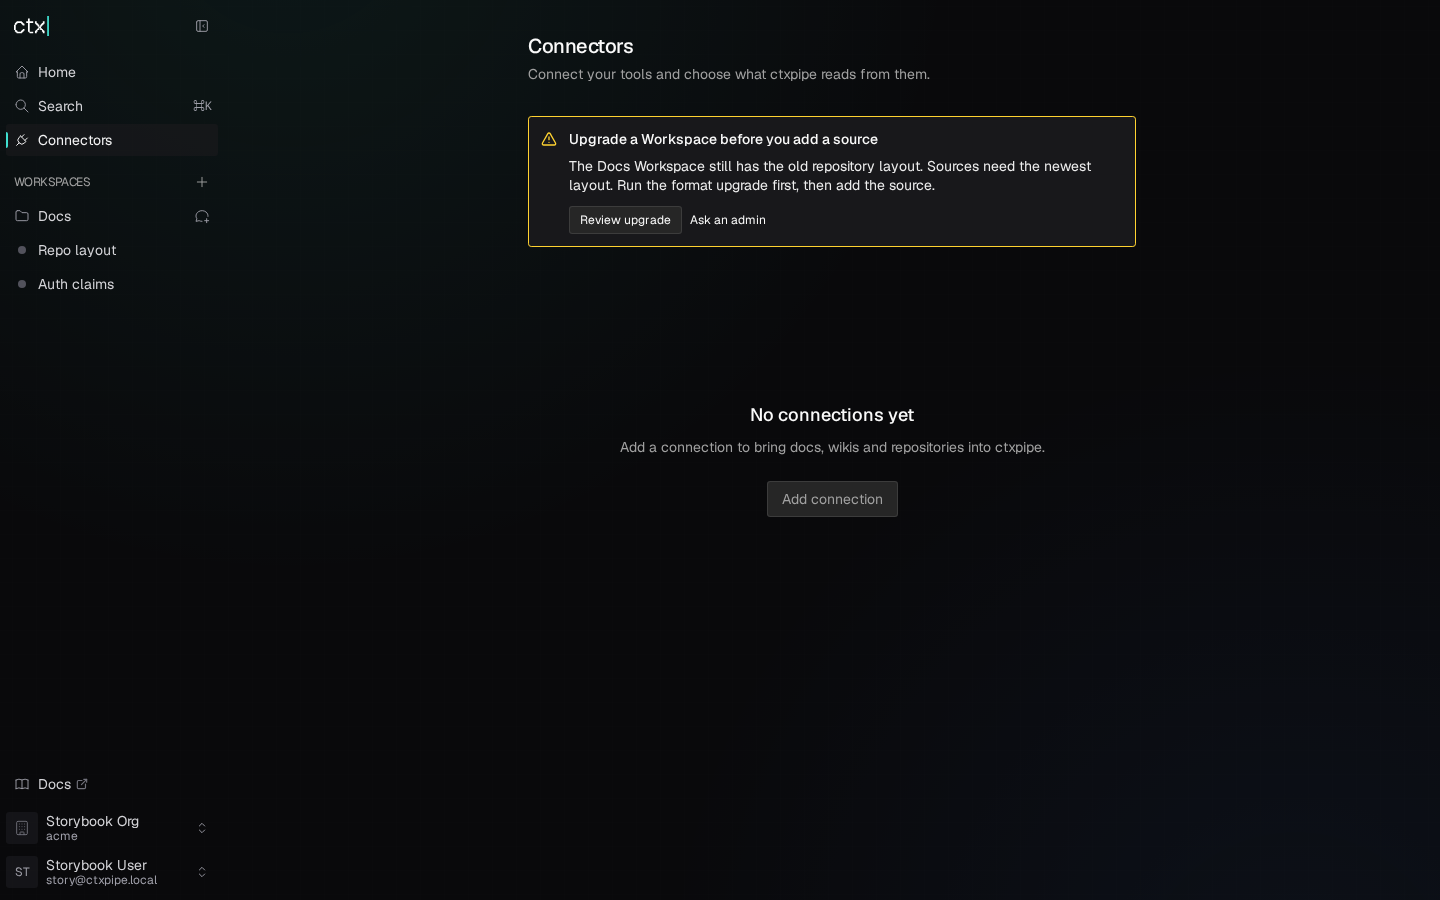 ctx
Home
Search ⌘K
Connectors
WORKSPACES
Docs
Repo layout
Auth claims
Docs
Storybook Org
acme
ST
Storybook User
story@ctxpipe.local
Connectors
Connect your tools and choose what ctxpipe reads from them.
Upgrade a Workspace before you add a source
The Docs Workspace still has the old repository layout. Sources need the newest
layout. Run the format upgrade first, then add the source.
Review upgrade Ask an admin
No connections yet
Add a connection to bring docs, wikis and repositories into ctxpipe.
Add connection